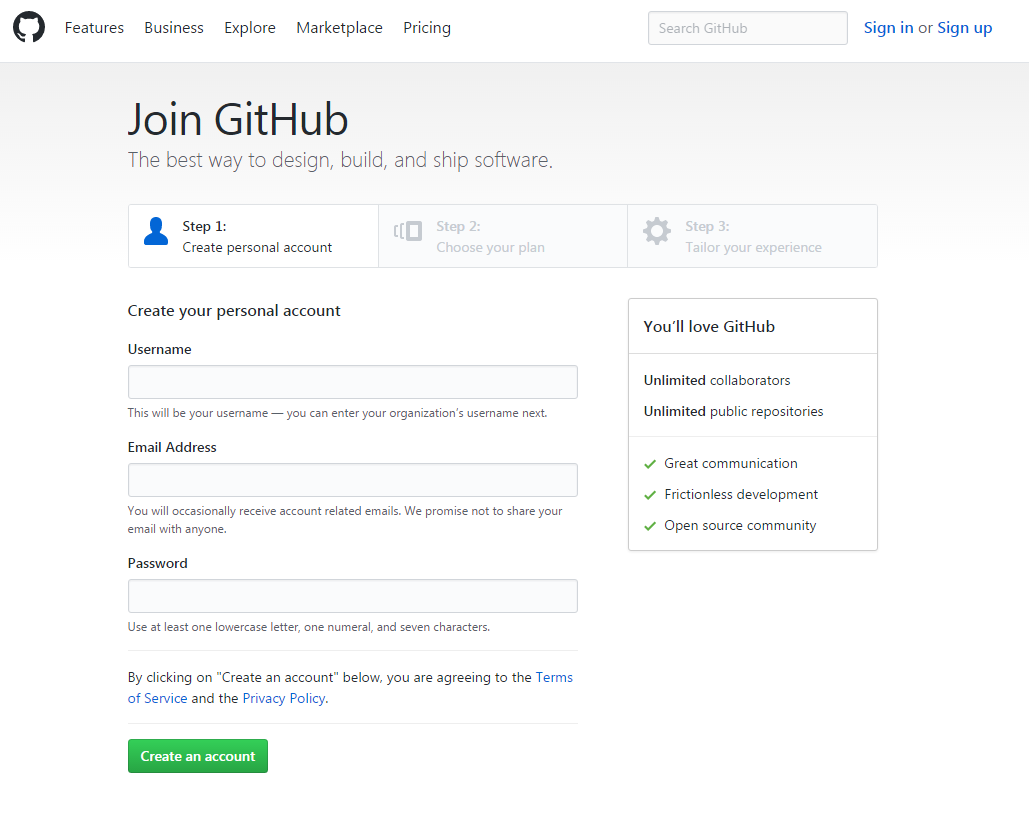 Features Business Explore Marketplace Pricing Search GitHub Sign in or Sign up
Join GitHub
The best way to design, build, and ship software.
Step 1:
Create personal account
Step 2:
Choose your plan
Step 3:
Tailor your experience
Create your personal account
Username
This will be your username — you can enter your organization’s username next.
Email Address
You will occasionally receive account related emails. We promise not to share your
email with anyone.
Password
Use at least one lowercase letter, one numeral, and seven characters.
By clicking on "Create an account" below, you are agreeing to the Terms
of Service and the Privacy Policy.
Create an account
You’ll love GitHub
Unlimited collaborators
Unlimited public repositories
Great communication
Frictionless development
Open source community